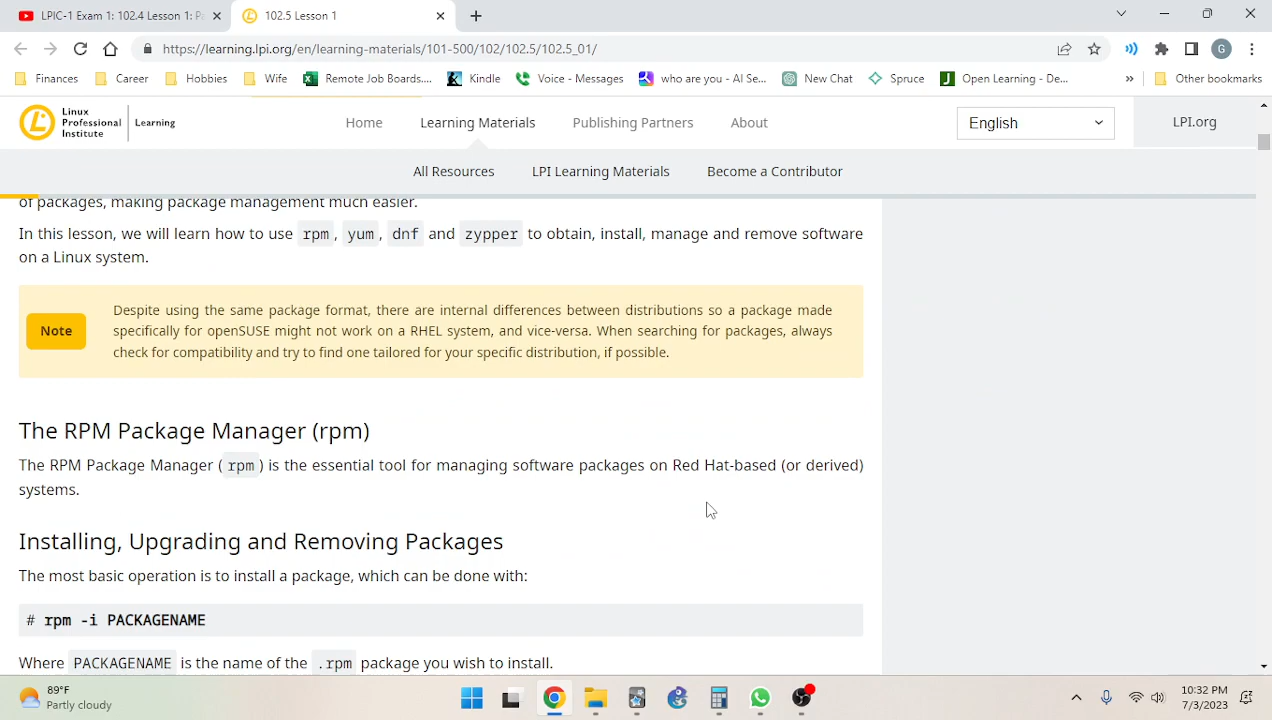 LPIC-1 Exam 1: 102.4 Lesson 1: Pa
102.5 Lesson 1
https://learning.lpi.org/en/learning-materials/101-500/102/102.5/102.5_01/
G
Finances
Career
Hobbies
Wife
Remote Job Boards....
Kindle
Voice - Messages
who are you - AI Se...
New Chat
Spruce
Open Learning - De...
»
Other bookmarks
Linux
Professional
Institute
Learning
Home
Learning Materials
Publishing Partners
About
English
LPI.org
All Resources
LPI Learning Materials
Become a Contributor
of packages, making package management much easier.
In this lesson, we will learn how to use rpm, yum, dnf and zypper to obtain, install, manage and remove software
on a Linux system.
Note
Despite using the same package format, there are internal differences between distributions so a package made
specifically for openSUSE might not work on a RHEL system, and vice-versa. When searching for packages, always
check for compatibility and try to find one tailored for your specific distribution, if possible.
The RPM Package Manager (rpm)
The RPM Package Manager (rpm) is the essential tool for managing software packages on Red Hat-based (or derived)
systems.
Installing, Upgrading and Removing Packages
The most basic operation is to install a package, which can be done with:
# rpm -i PACKAGENAME
Where PACKAGENAME is the name of the .rpm package you wish to install.
89°F
Partly cloudy
10:32 PM
7/3/2023